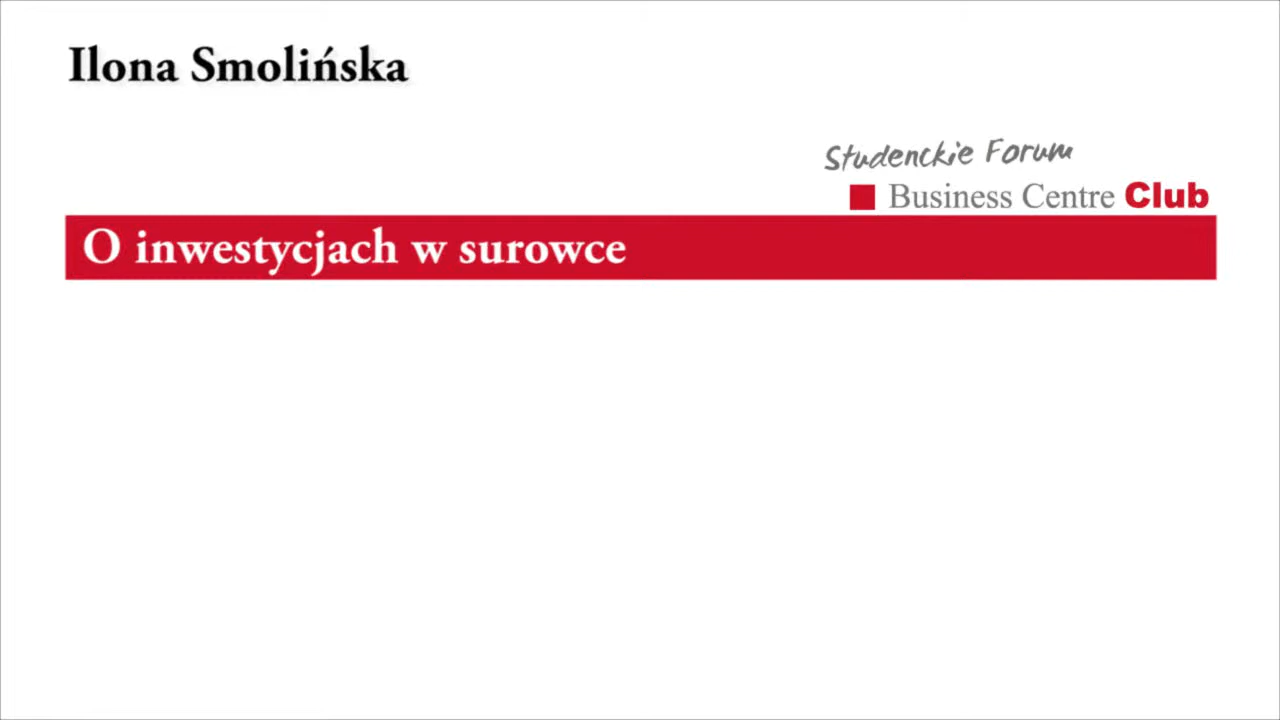 Ilona Smolińska
Studenckie Forum
Business Centre Club
O inwestycjach w surowce